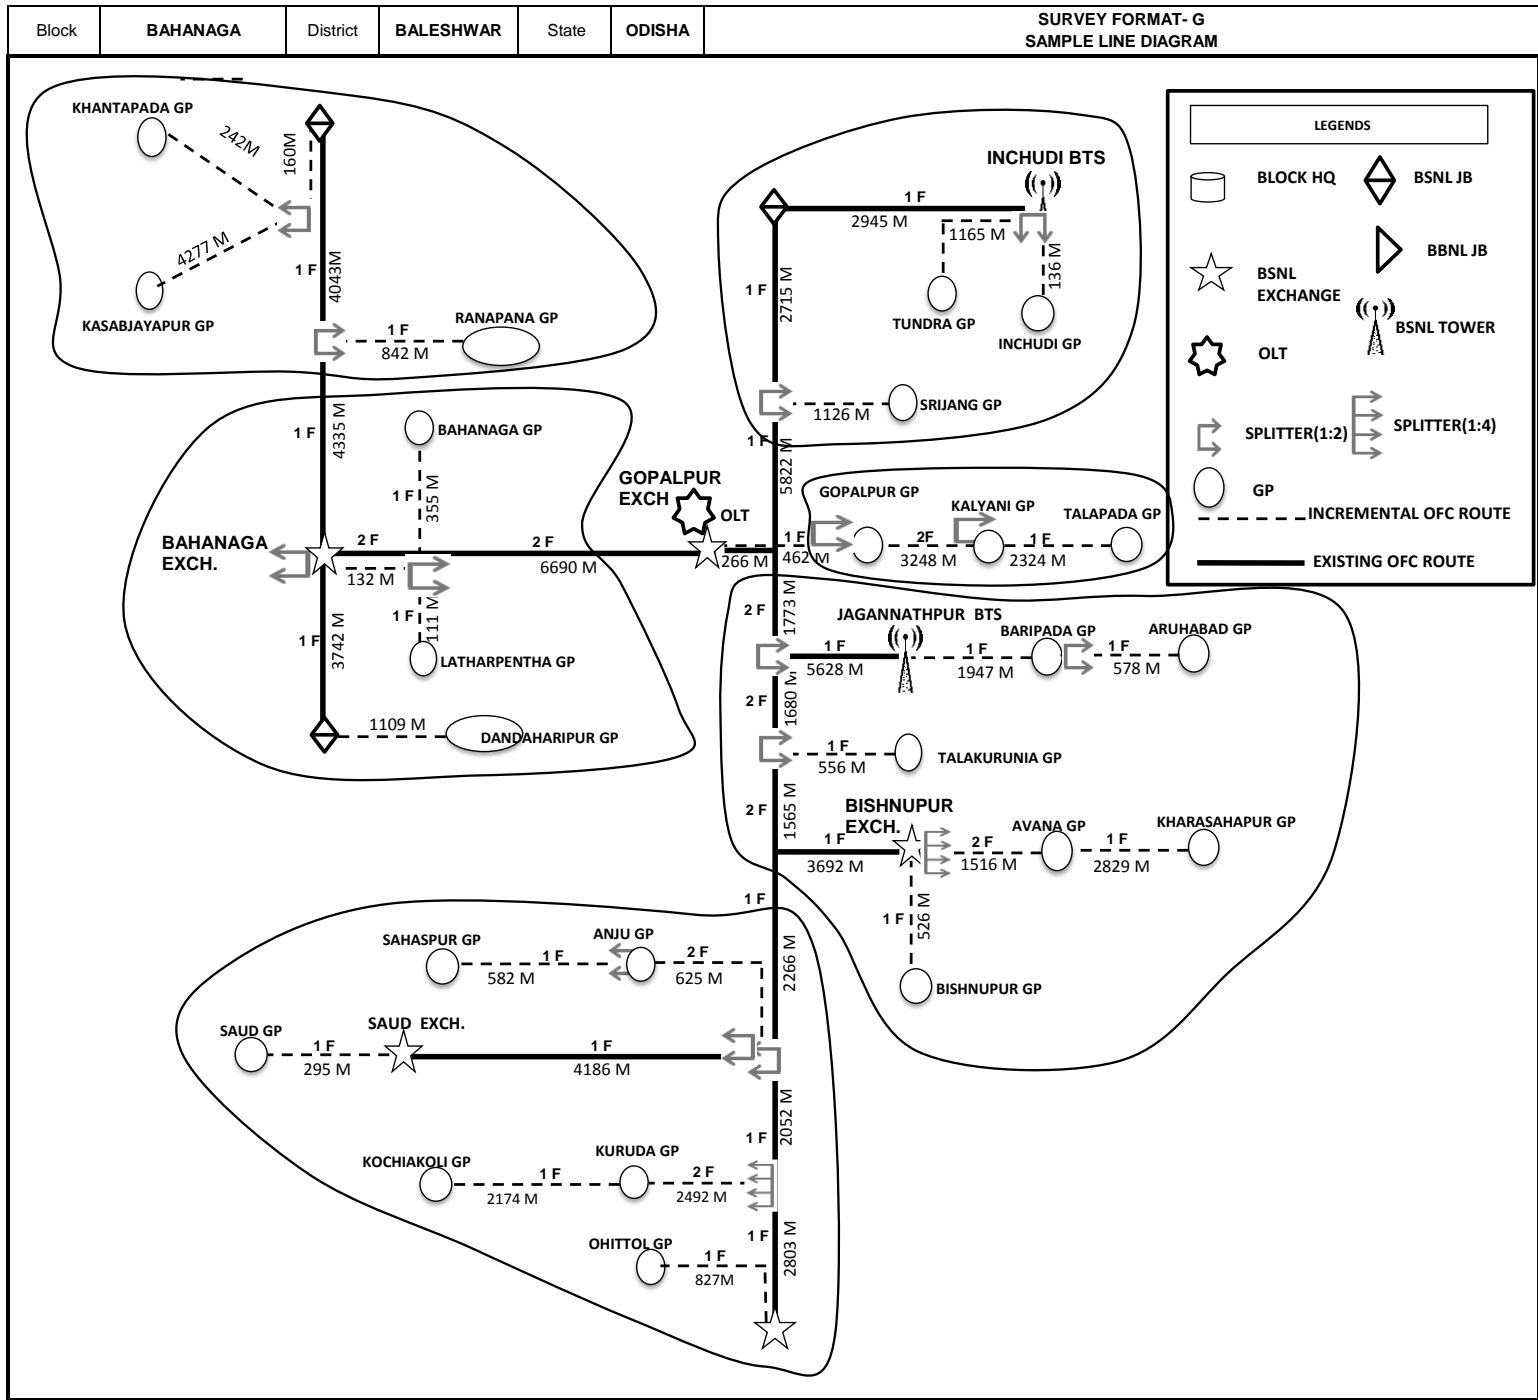 Block BAHANAGA District BALESHWAR State ODISHA
SURVEY FORMAT- G
SAMPLE LINE DIAGRAM
KHANTAPADA GP
242M
160M
4277 M
1 F
4043M
KASABJAYAPUR GP
RANAPANA GP
1 F
842 M
1 F
4335 M
BAHANAGA GP
1 F
355 M
BAHANAGA
EXCH.
2 F
132 M
2 F
6690 M
1 F
111 M
LATHARPENTHA GP
1 F
3742 M
1109 M
DANDAHARIPUR GP
GOPALPUR
EXCH
OLT
266 M
INCHUDI BTS
1 F
2945 M
1165 M
136 M
1 F
2715 M
TUNDRA GP
INCHUDI GP
1126 M
SRIJANG GP
1 F
5822 M
GOPALPUR GP
KALYANI GP
TALAPADA GP
1 F
462 M
2F
3248 M
1 F
2324 M
2 F
1773 M
JAGANNATHPUR BTS
BARIPADA GP
ARUHABAD GP
1 F
5628 M
1 F
1947 M
1 F
578 M
2 F
1680 M
1 F
556 M
TALAKURUNIA GP
2 F
1565 M
BISHNUPUR
EXCH.
AVANA GP
KHARASAHAPUR GP
1 F
3692 M
2 F
1516 M
1 F
2829 M
1 F
526 M
BISHNUPUR GP
1 F
2266 M
SAHASPUR GP
ANJU GP
1 F
582 M
2 F
625 M
SAUD GP
SAUD EXCH.
1 F
295 M
1 F
4186 M
1 F
2052 M
KOCHIAKOLI GP
KURUDA GP
1 F
2174 M
2 F
2492 M
1 F
2803 M
OHITTOL GP
1 F
827M
LEGENDS
BLOCK HQ
BSNL JB
BSNL
EXCHANGE
BBNL JB
BSNL TOWER
OLT
SPLITTER(1:2)
SPLITTER(1:4)
GP
INCREMENTAL OFC ROUTE
EXISTING OFC ROUTE